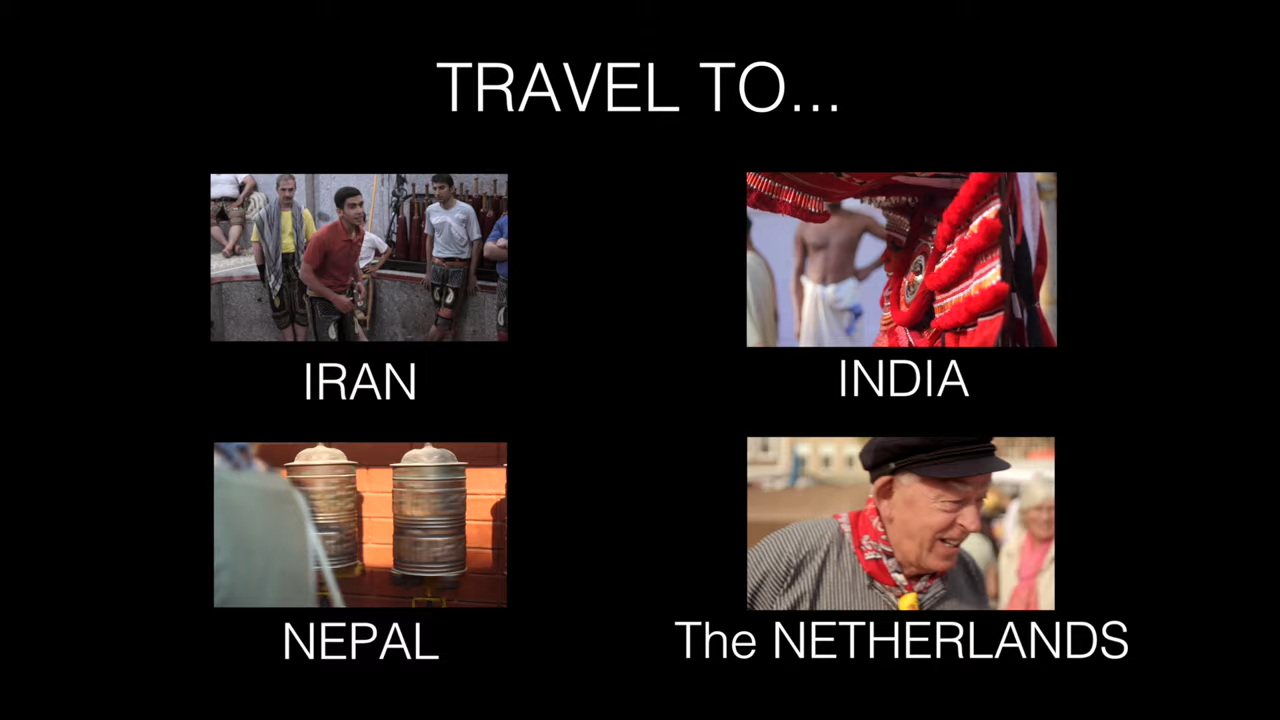 TRAVEL TO...
IRAN
INDIA
NEPAL
The NETHERLANDS